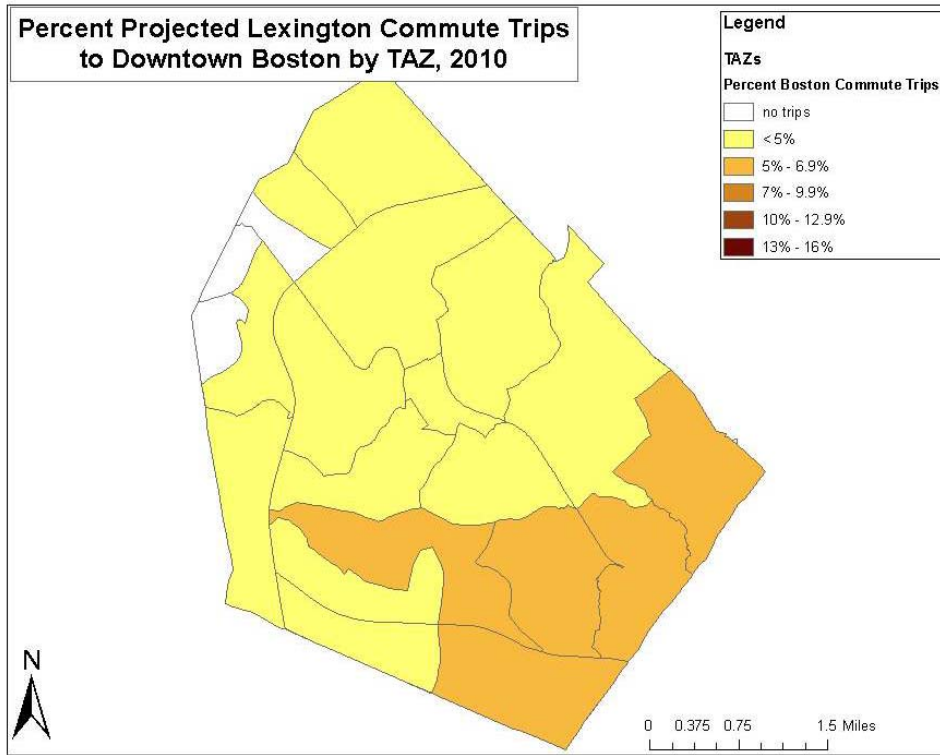 Percent Projected Lexington Commute Trips
to Downtown Boston by TAZ, 2010
Legend
TAZs
Percent Boston Commute Trips
no trips
< 5%
5% - 6.9%
7% - 9.9%
10% - 12.9%
13% - 16%
N
0 0.375 0.75 1.5 Miles